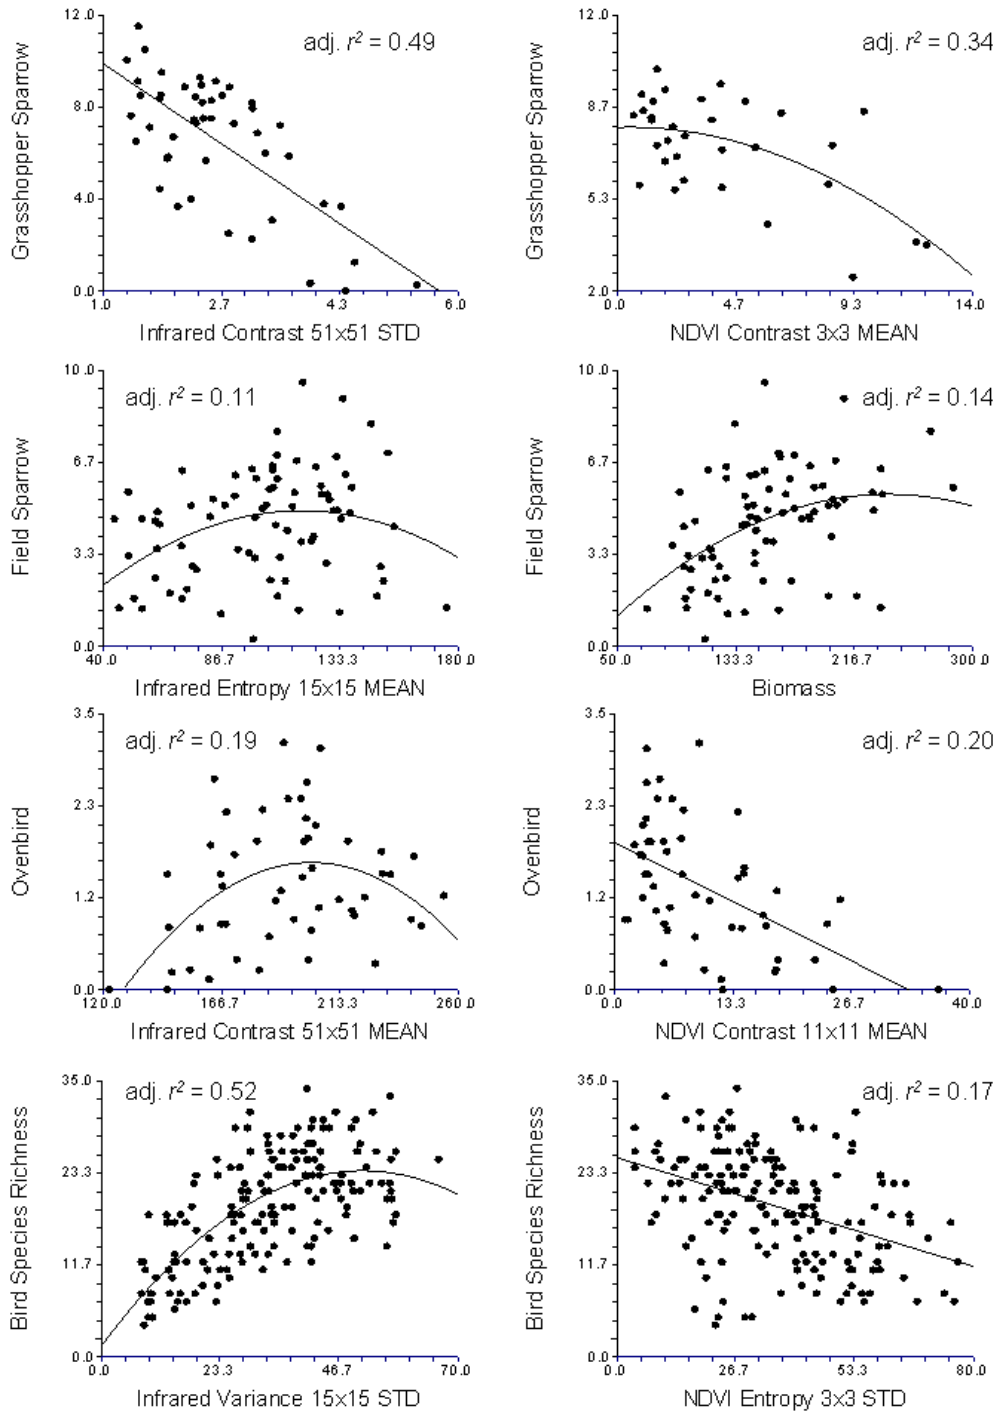 12.0
8.0
4.0
0.0
Grasshopper Sparrow
adj. r² = 0.49
1.0 2.7 4.3 6.0
Infrared Contrast 51x51 STD
12.0
8.7
5.3
2.0
Grasshopper Sparrow
adj. r² = 0.34
0.0 4.7 9.3 14.0
NDVI Contrast 3x3 MEAN
10.0
6.7
3.3
0.0
Field Sparrow
adj. r² = 0.11
40.0 86.7 133.3 180.0
Infrared Entropy 15x15 MEAN
10.0
6.7
3.3
0.0
Field Sparrow
adj. r² = 0.14
50.0 133.3 216.7 300.0
Biomass
3.5
2.3
1.2
0.0
Ovenbird
adj. r² = 0.19
120.0 166.7 213.3 260.0
Infrared Contrast 51x51 MEAN
3.5
2.3
1.2
0.0
Ovenbird
adj. r² = 0.20
0.0 13.3 26.7 40.0
NDVI Contrast 11x11 MEAN
35.0
23.3
11.7
0.0
Bird Species Richness
adj. r² = 0.52
0.0 23.3 46.7 70.0
Infrared Variance 15x15 STD
35.0
23.3
11.7
0.0
Bird Species Richness
adj. r² = 0.17
0.0 26.7 53.3 80.0
NDVI Entropy 3x3 STD